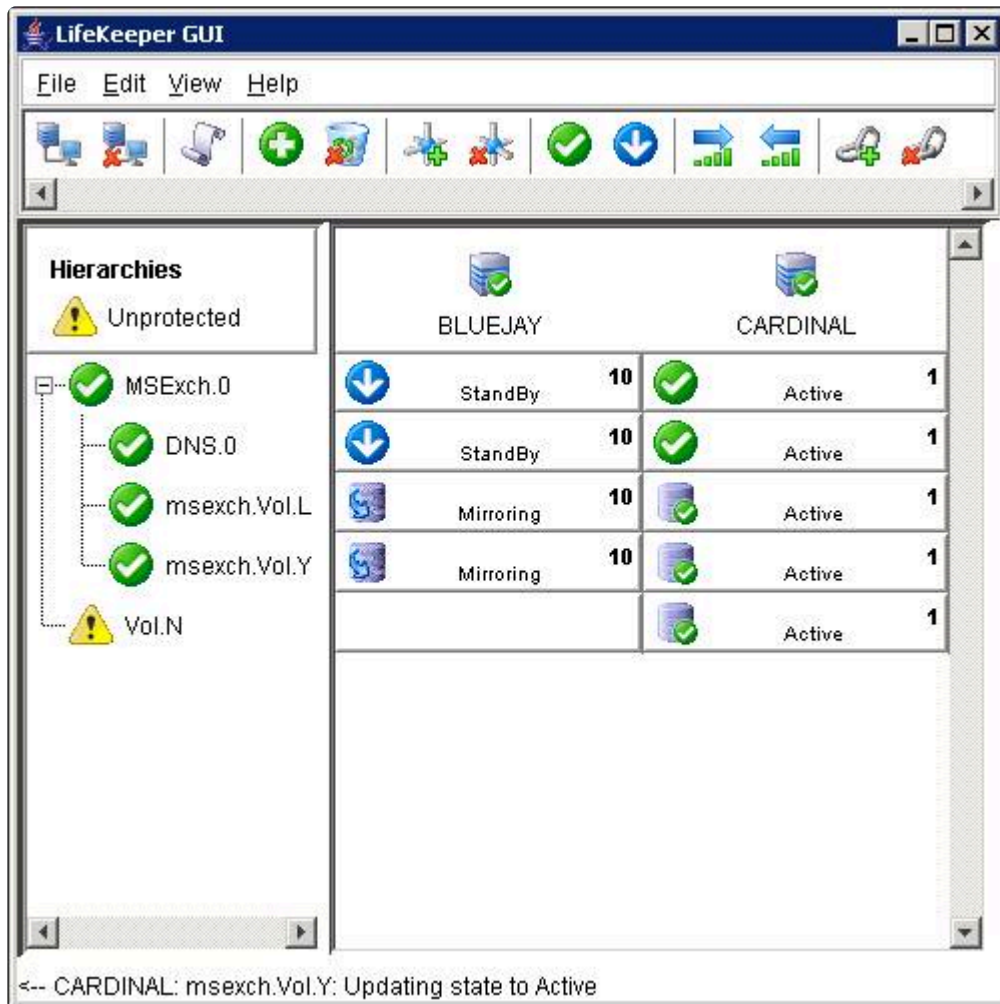 LifeKeeper GUI
File Edit View Help
Hierarchies
Unprotected
BLUEJAY CARDINAL
MSExch.0 StandBy 10 Active 1
DNS.0 StandBy 10 Active 1
msexch.Vol.L Mirroring 10 Active 1
msexch.Vol.Y Mirroring 10 Active 1
Vol.N Active 1
<-- CARDINAL: msexch.Vol.Y: Updating state to Active